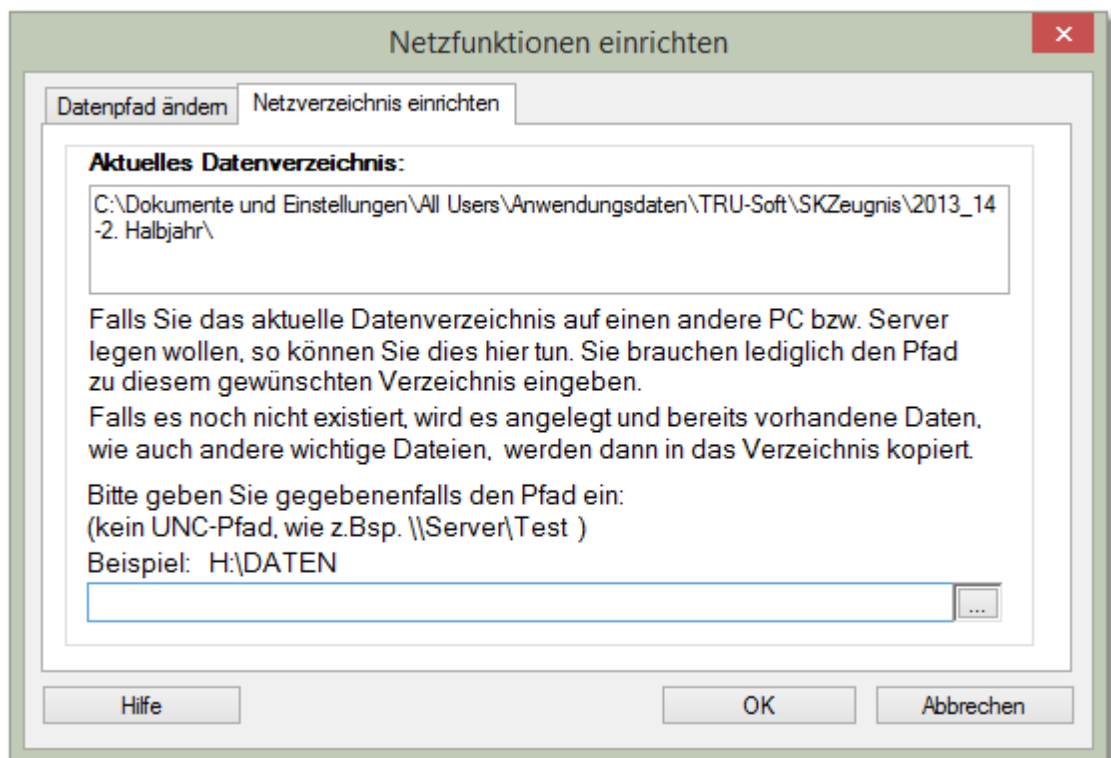 Netzfunktionen einrichten
Datenpfad ändern
Netzverzeichnis einrichten
Aktuelles Datenverzeichnis:
C:\Dokumente und Einstellungen\All Users\Anwendungsdaten\TRU-Soft\SKZeugnis\2013_14
-2. Halbjahr\
Falls Sie das aktuelle Datenverzeichnis auf einen andere PC bzw. Server
legen wollen, so können Sie dies hier tun. Sie brauchen lediglich den Pfad
zu diesem gewünschten Verzeichnis eingeben.
Falls es noch nicht existiert, wird es angelegt und bereits vorhandene Daten,
wie auch andere wichtige Dateien, werden dann in das Verzeichnis kopiert.
Bitte geben Sie gegebenenfalls den Pfad ein:
(kein UNC-Pfad, wie z.Bsp. \\Server\Test )
Beispiel: H:\DATEN
...
Hilfe
OK
Abbrechen